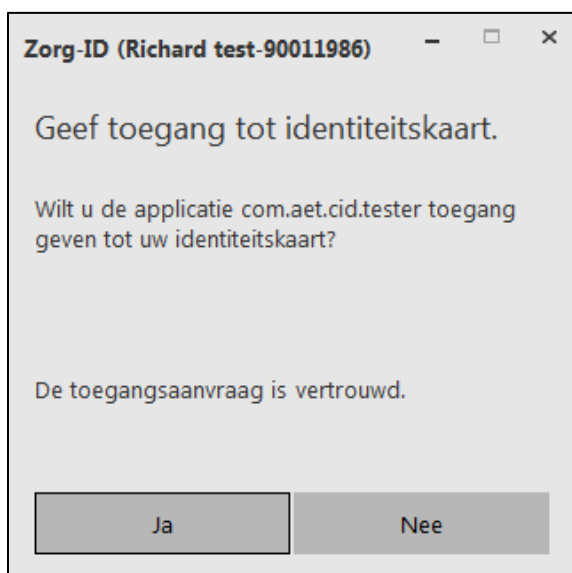 Zorg-ID (Richard test-90011986)
Geef toegang tot identiteitskaart.
Wilt u de applicatie com.aet.cid.tester toegang
geven tot uw identiteitskaart?
De toegangsaanvraag is vertrouwd.
Ja
Nee